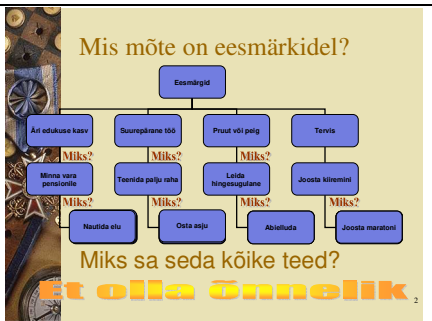 Mis mõte on eesmärkidel?
Eesmärgid
Äri edukuse kasv
Suurepärane töö
Pruut või peig
Tervis
Miks? Miks? Miks?
Minna vara
pensionile
Teenida palju raha
Leida
hingesugulane
Joosta kiiremini
Miks? Miks? Miks? Miks?
Nautida elu
Osta asju
Abielluda
Joosta maratoni
Miks sa seda kõike teed?
Et olla õnnelik
2